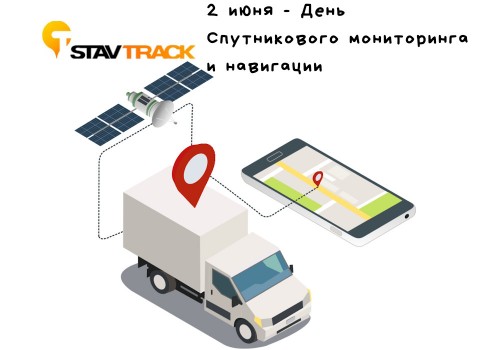 2 июня - День
Спутникового мониторинга
и навигации
STAVTRACK